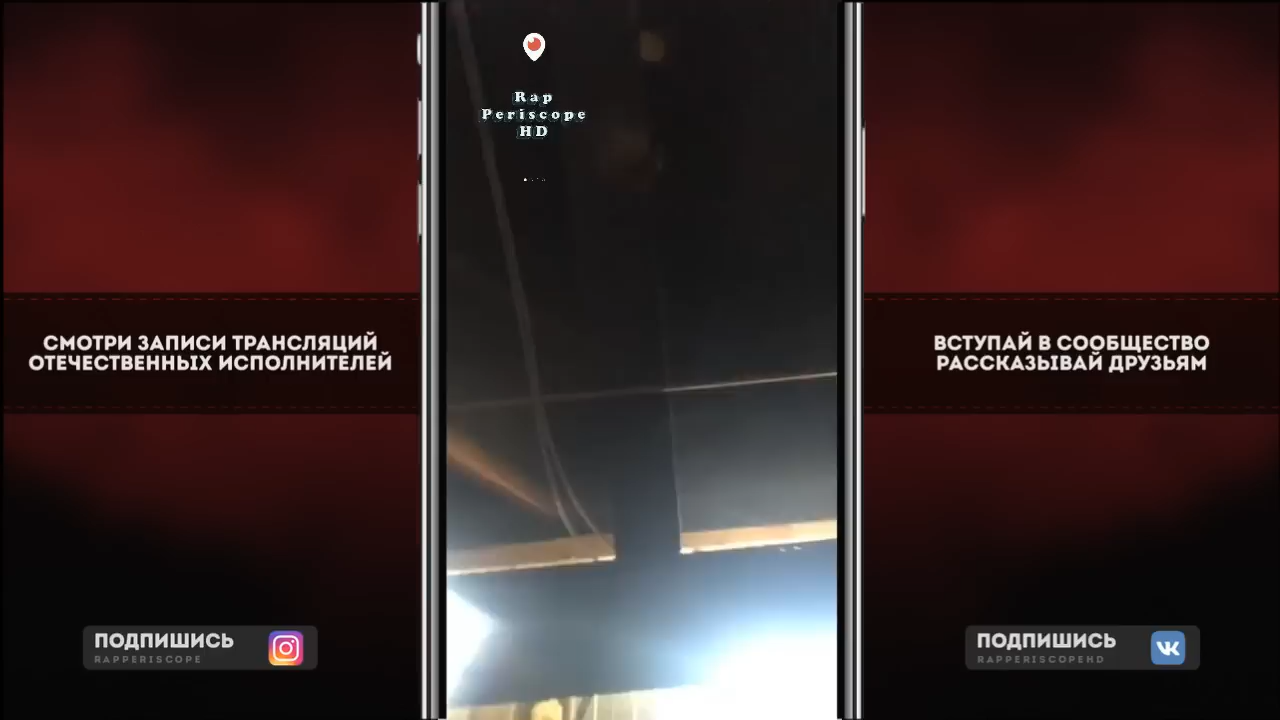 Rap
Periscope
HD
СМОТРИ ЗАПИСИ ТРАНСЛЯЦИЙ
ОТЕЧЕСТВЕННЫХ ИСПОЛНИТЕЛЕЙ
ВСТУПАЙ В СООБЩЕСТВО
РАССКАЗЫВАЙ ДРУЗЬЯМ
ПОДПИШИСЬ
RAPPERISCOPE
ПОДПИШИСЬ
RAPPERISCOPEHD